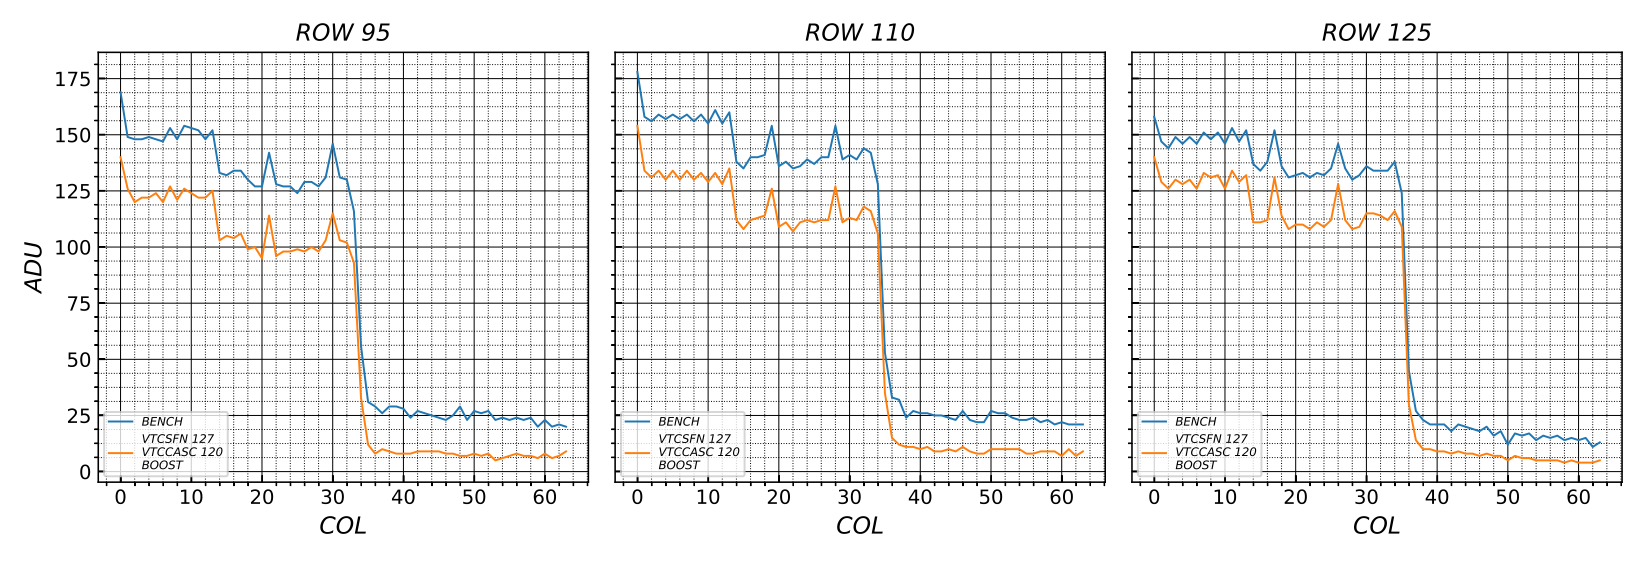 ROW 95
ROW 110
ROW 125
ADU
175
150
125
100
75
50
25
0
BENCH
VTCSFN 127
VTCCASC 120
BOOST
BENCH
VTCSFN 127
VTCCASC 120
BOOST
BENCH
VTCSFN 127
VTCCASC 120
BOOST
0 10 20 30 40 50 60
0 10 20 30 40 50 60
0 10 20 30 40 50 60
COL
COL
COL